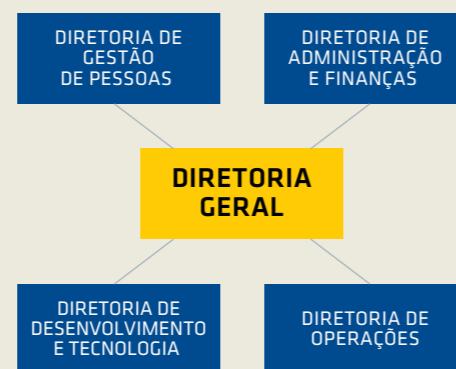 DIRETORIA DE
GESTÃO
DE PESSOAS
DIRETORIA DE
ADMINISTRAÇÃO
E FINANÇAS
DIRETORIA
GERAL
DIRETORIA DE
DESENVOLVIMENTO
E TECNOLOGIA
DIRETORIA DE
OPERAÇÕES